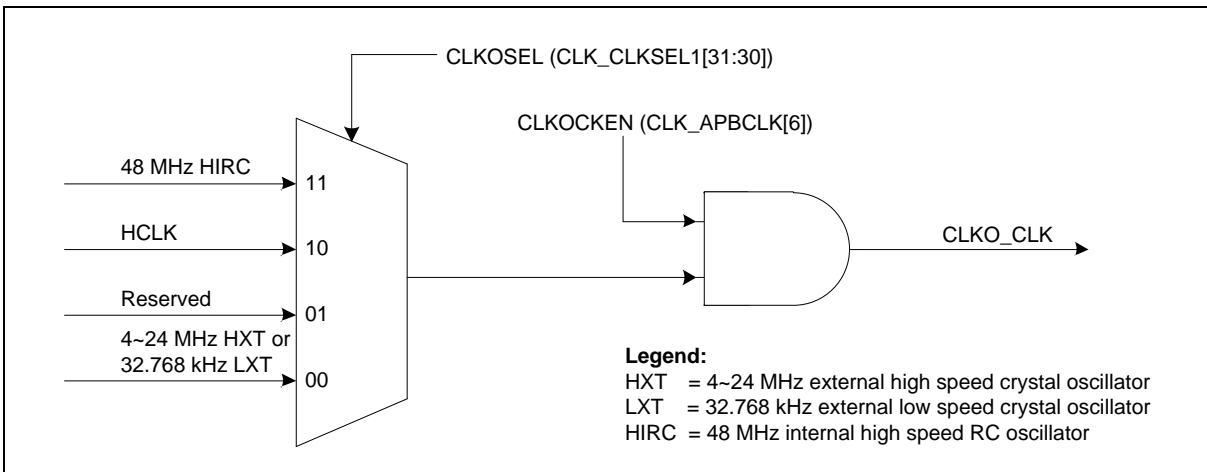 CLKOSEL (CLK_CLKSEL1[31:30])
CLKOCKEN (CLK_APBCLK[6])
48 MHz HIRC
11
HCLK
10
CLKO_CLK
Reserved
01
4~24 MHz HXT or
32.768 kHz LXT
00
Legend:
HXT = 4~24 MHz external high speed crystal oscillator
LXT = 32.768 kHz external low speed crystal oscillator
HIRC = 48 MHz internal high speed RC oscillator